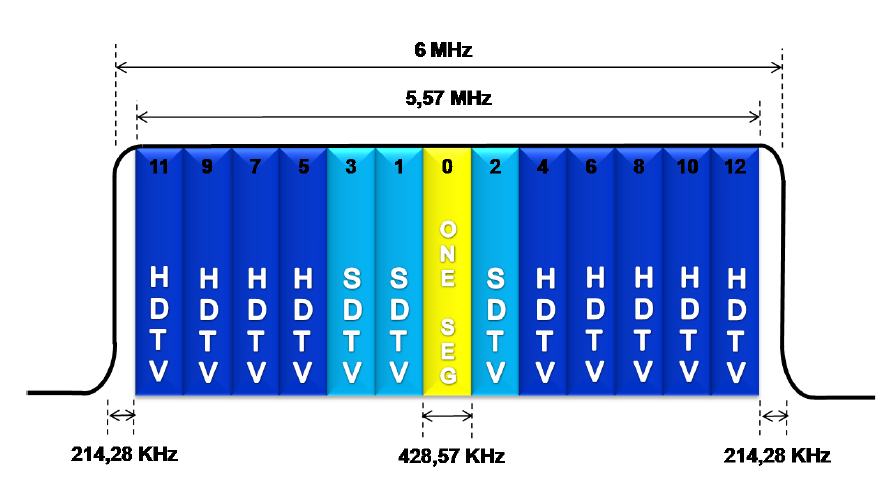 6 MHz
5,57 MHz
11 9 7 5 3 1 0 2 4 6 8 10 12
HDTV HDTV HDTV HDTV SDTV SDTV ONE SEG SDTV HDTV HDTV HDTV HDTV HDTV
214,28 KHz 428,57 KHz 214,28 KHz